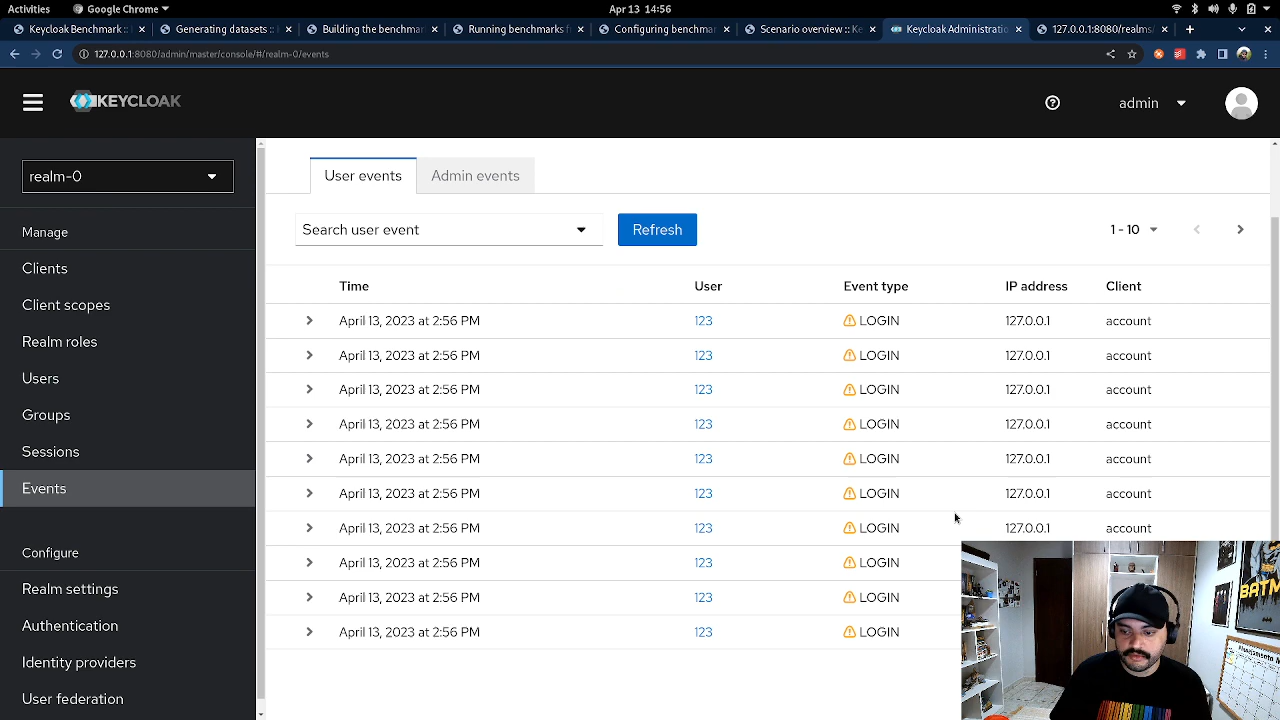 Activities Google Chrome Apr 13 14:56
Keycloak Benchmark :: Generating datasets :: Building the benchmar Running benchmarks f Configuring benchmar Scenario overview :: Ke Keycloak Administratio 127.0.0.1:8080/realms/
127.0.0.1:8080/admin/master/console/#/realm-0/events
KEYCLOAK admin
realm-0
Manage
Clients
Client scopes
Realm roles
Users
Groups
Sessions
Events
Configure
Realm settings
Authentication
Identity providers
User federation
User events Admin events
Search user event Refresh 1 - 10
Time User Event type IP address Client
April 13, 2023 at 2:56 PM 123 LOGIN 127.0.0.1 account
April 13, 2023 at 2:56 PM 123 LOGIN 127.0.0.1 account
April 13, 2023 at 2:56 PM 123 LOGIN 127.0.0.1 account
April 13, 2023 at 2:56 PM 123 LOGIN 127.0.0.1 account
April 13, 2023 at 2:56 PM 123 LOGIN 127.0.0.1 account
April 13, 2023 at 2:56 PM 123 LOGIN 127.0.0.1 account
April 13, 2023 at 2:56 PM 123 LOGIN 127.0.0.1 account
April 13, 2023 at 2:56 PM 123 LOGIN
April 13, 2023 at 2:56 PM 123 LOGIN
April 13, 2023 at 2:56 PM 123 LOGIN
BATM